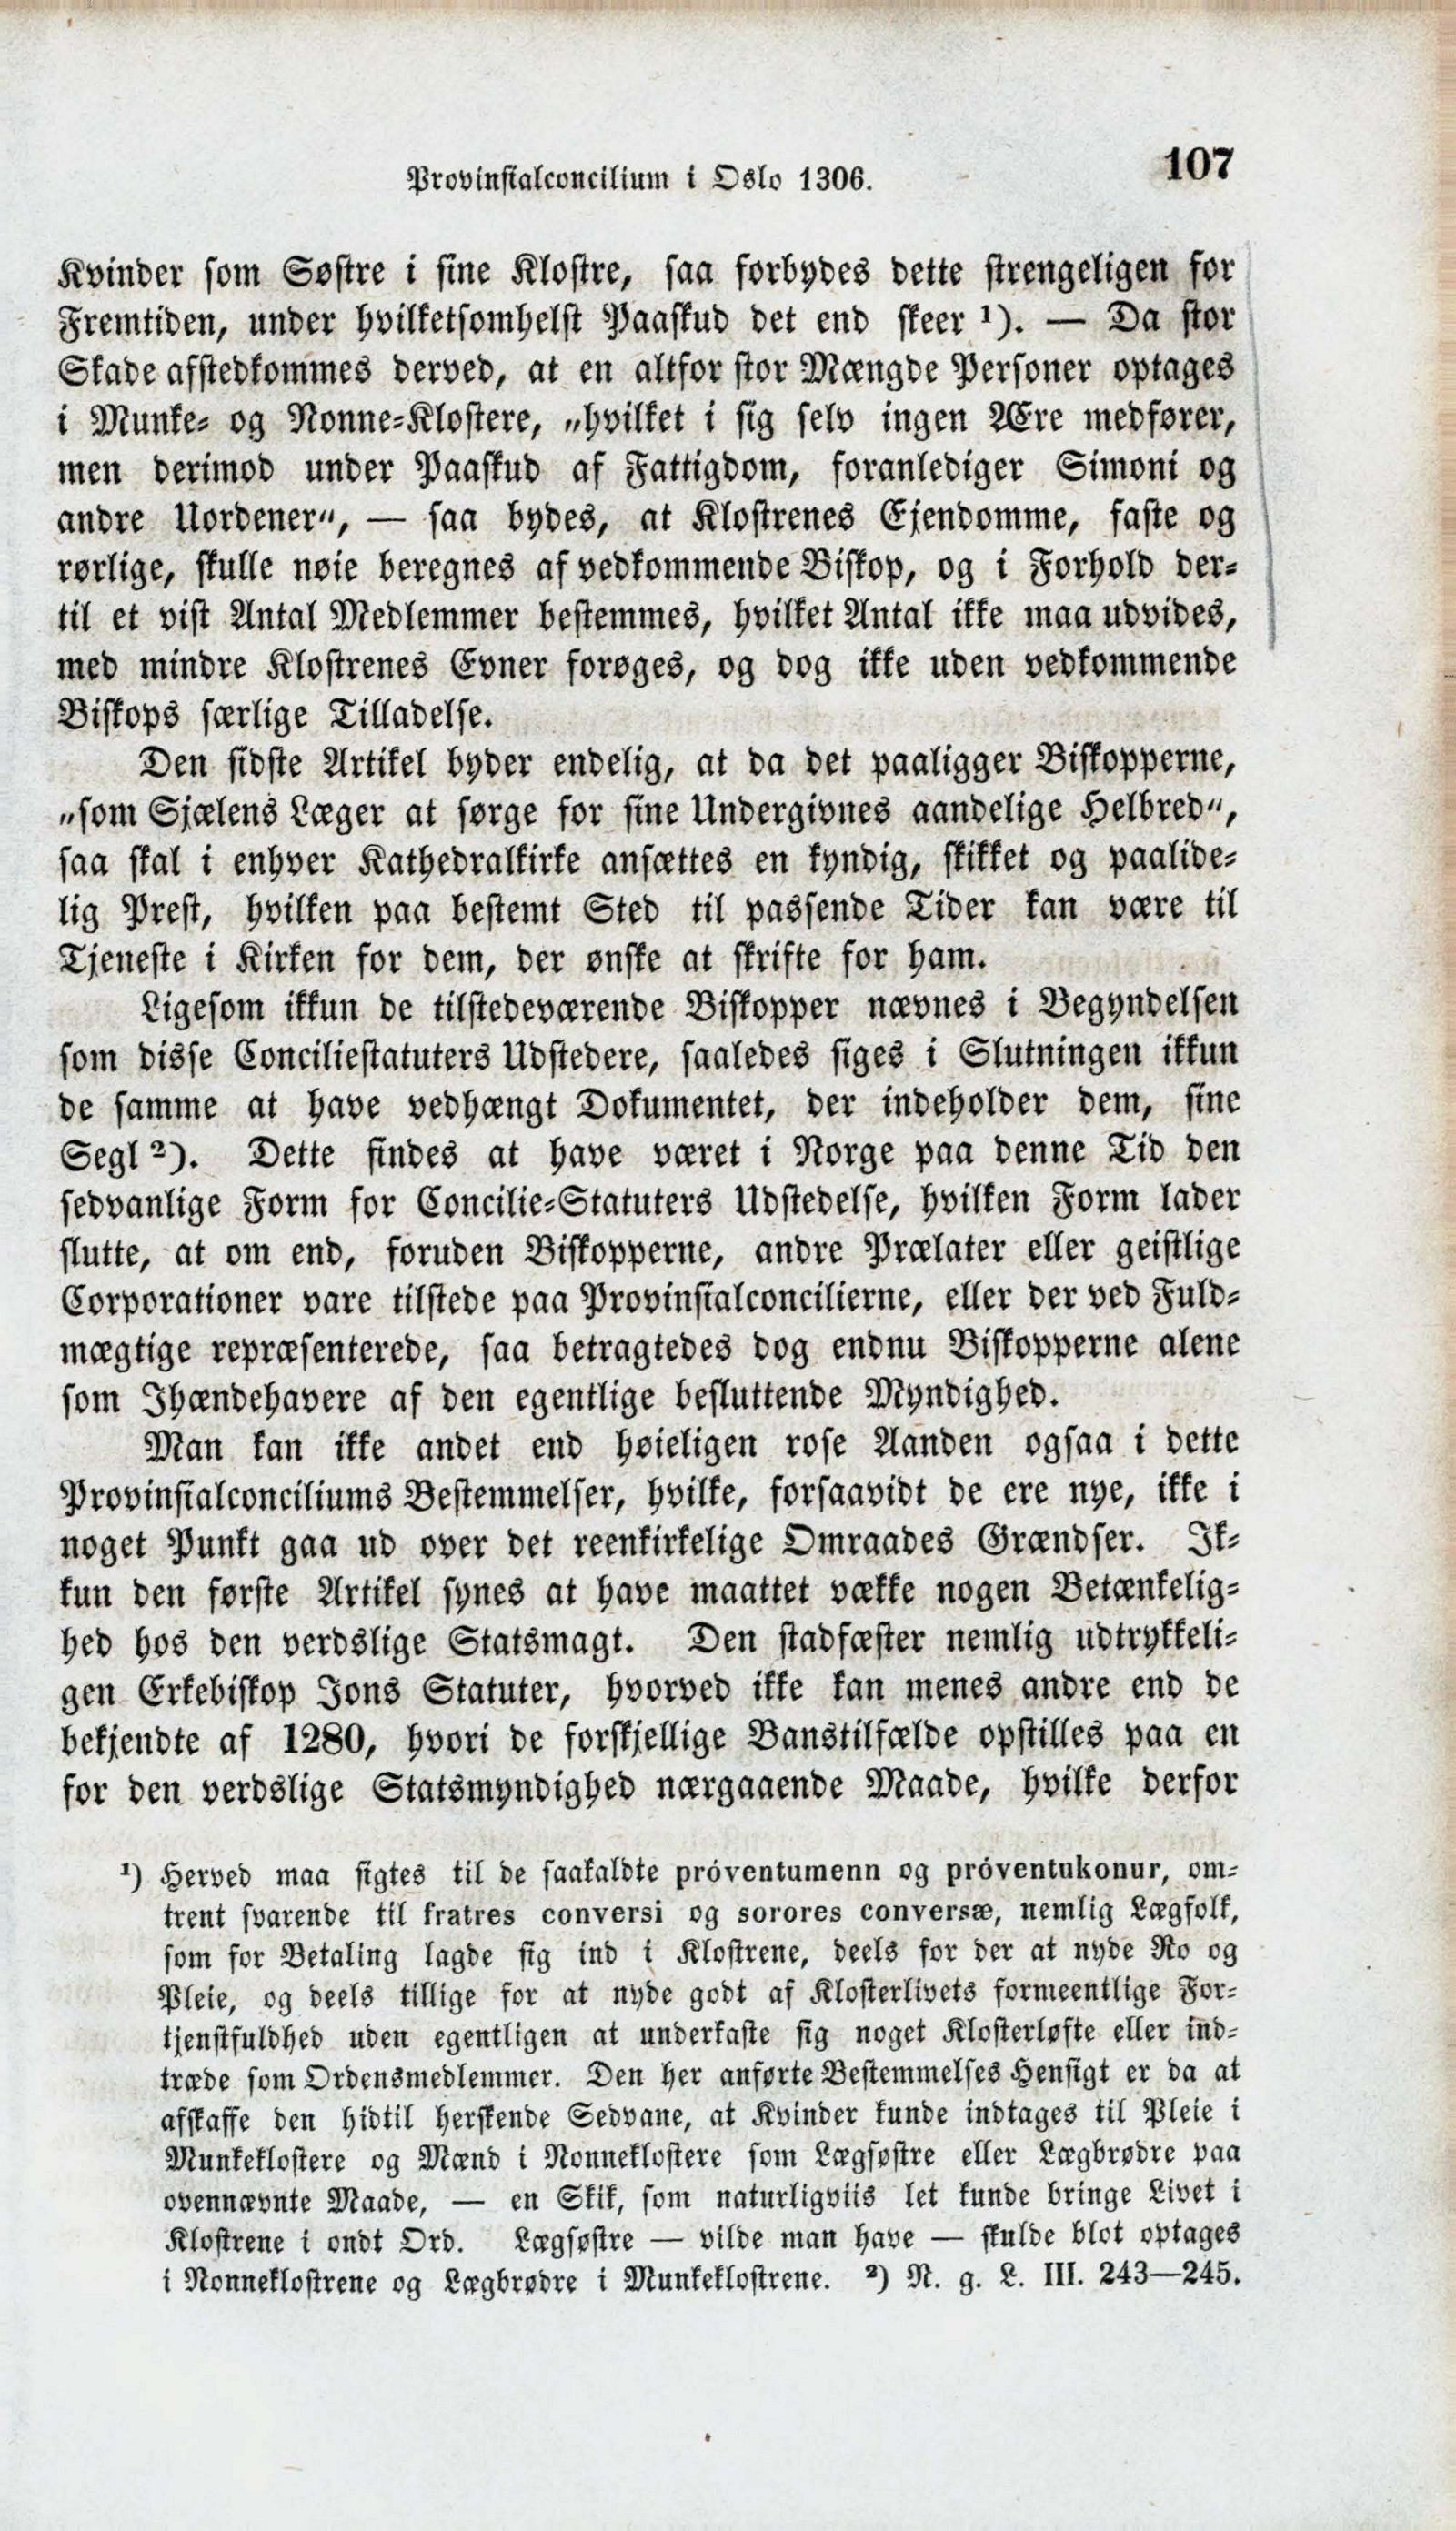 Provinsialconcilium i Oslo 1306. 107
Kvinder som Søstre i sine Klostre, saa forbydes dette strengeligen for
Fremtiden, under hvilketsomhelst Paaskud det end skeer ¹). — Da stor
Skade afstedkommes derved, at en altfor stor Mængde Personer optages
i Munke- og Nonne-Klostere, „hvilket i sig selv ingen Ære medfører,
men derimod under Paaskud af Fattigdom, foranlediger Simoni og
andre Uordener“, — saa bydes, at Klostrenes Ejendomme, faste og
rørlige, skulle nøie beregnes af vedkommende Biskop, og i Forhold der-
til et vist Antal Medlemmer bestemmes, hvilket Antal ikke maa udvides,
med mindre Klostrenes Evner forøges, og dog ikke uden vedkommende
Biskops særlige Tilladelse.
Den sidste Artikel byder endelig, at da det paaligger Biskopperne,
„som Sjælens Læger at sørge for sine Undergivnes aandelige Helbred“,
saa skal i enhver Kathedralkirke ansættes en kyndig, skikket og paalide-
lig Prest, hvilken paa bestemt Sted til passende Tider kan være til
Tjeneste i Kirken for dem, der ønske at skrifte for ham.
Ligesom ikkun de tilstedeværende Biskopper nævnes i Begyndelsen
som disse Conciliestatuters Udstedere, saaledes siges i Slutningen ikkun
de samme at have vedhængt Dokumentet, der indeholder dem, sine
Segl ²). Dette findes at have været i Norge paa denne Tid den
sedvanlige Form for Concilie-Statuters Udstedelse, hvilken Form lader
slutte, at om end, foruden Biskopperne, andre Prælater eller geistlige
Corporationer vare tilstede paa Provinsialconcilierne, eller der ved Fuld-
mægtige repræsenterede, saa betragtedes dog endnu Biskopperne alene
som Ihændehavere af den egentlige besluttende Myndighed.
Man kan ikke andet end høieligen rose Aanden ogsaa i dette
Provinsialconciliums Bestemmelser, hvilke, forsaavidt de ere nye, ikke i
noget Punkt gaa ud over det reenkirkelige Omraades Grændser. Ik-
kun den første Artikel synes at have maattet vække nogen Betænkelig-
hed hos den verdslige Statsmagt. Den stadfæster nemlig udtrykkeli-
gen Erkebiskop Jons Statuter, hvorved ikke kan menes andre end de
bekjendte af 1280, hvori de forskjellige Banstilfælde opstilles paa en
for den verdslige Statsmyndighed nærgaaende Maade, hvilke derfor
¹) Herved maa sigtes til de saakaldte próventumenn og próventukonur, om-
trent svarende til fratres conversi og sorores conversæ, nemlig Lægfolk,
som for Betaling lagde sig ind i Klostrene, deels for der at nyde Ro og
Pleie, og deels tillige for at nyde godt af Klosterlivets formeentlige For-
tjenstfuldhed uden egentligen at underkaste sig noget Klosterløfte eller ind-
træde som Ordensmedlemmer. Den her anførte Bestemmelses Hensigt er da at
afskaffe den hidtil herskende Sedvane, at Kvinder kunde indtages til Pleie i
Munkeklostere og Mænd i Nonneklostere som Lægsøstre eller Lægbrødre paa
ovennævnte Maade, — en Skik, som naturligviis let kunde bringe Livet i
Klostrene i ondt Ord. Lægsøstre — vilde man have — skulde blot optages
i Nonneklostrene og Lægbrødre i Munkeklostrene. ²) N. g. L. III. 243—245.